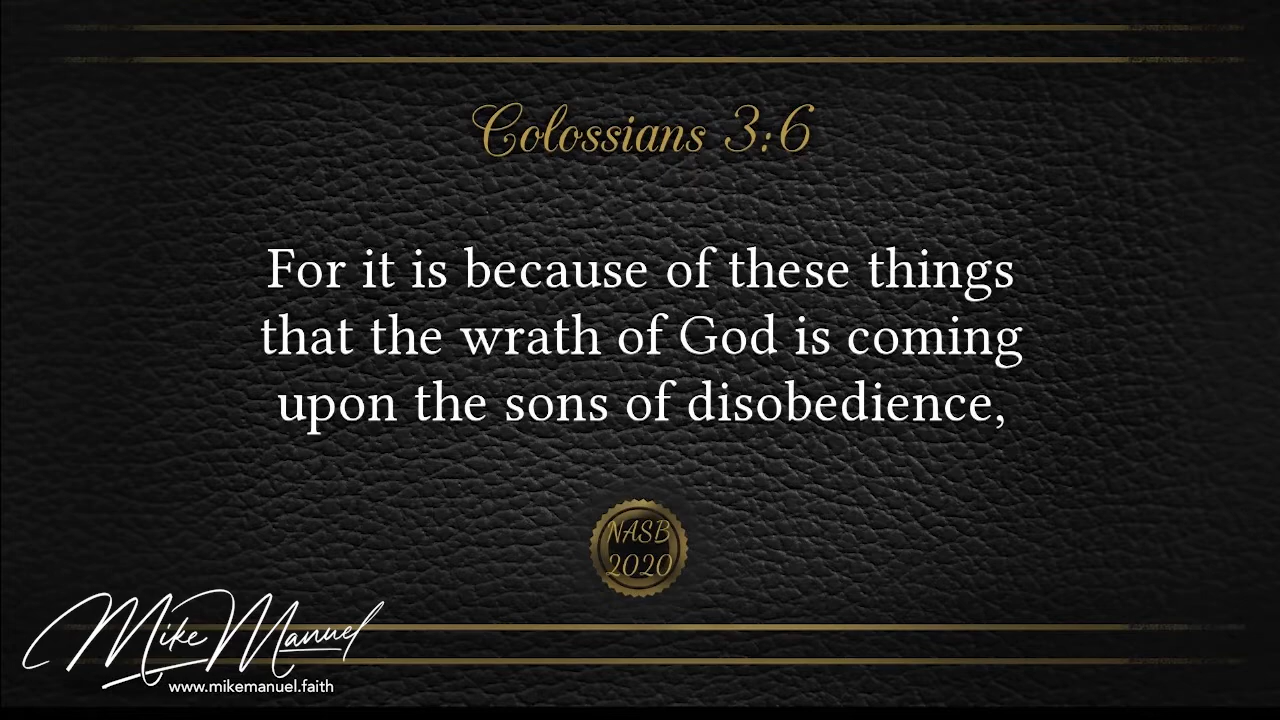 Colossians 3:6
For it is because of these things
that the wrath of God is coming
upon the sons of disobedience,
NASB
2020
Mike Manuel
www.mikemanuel.faith